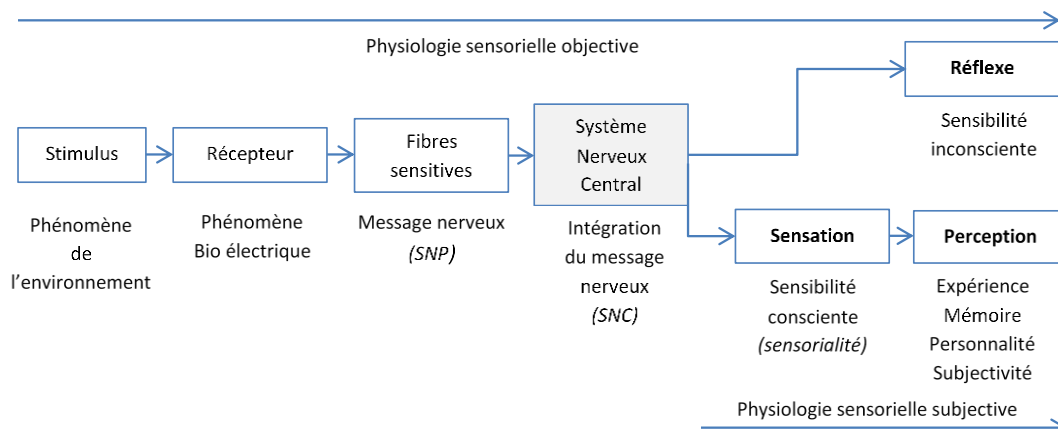 Physiologie sensorielle objective
Réflexe
Sensibilité
inconsciente
Stimulus
Phénomène
de
l’environnement
Récepteur
Phénomène
Bio électrique
Fibres
sensitives
Message nerveux
(SNP)
Système
Nerveux
Central
Intégration
du message
nerveux
(SNC)
Sensation
Sensibilité
consciente
(sensorialité)
Perception
Expérience
Mémoire
Personnalité
Subjectivité
Physiologie sensorielle subjective